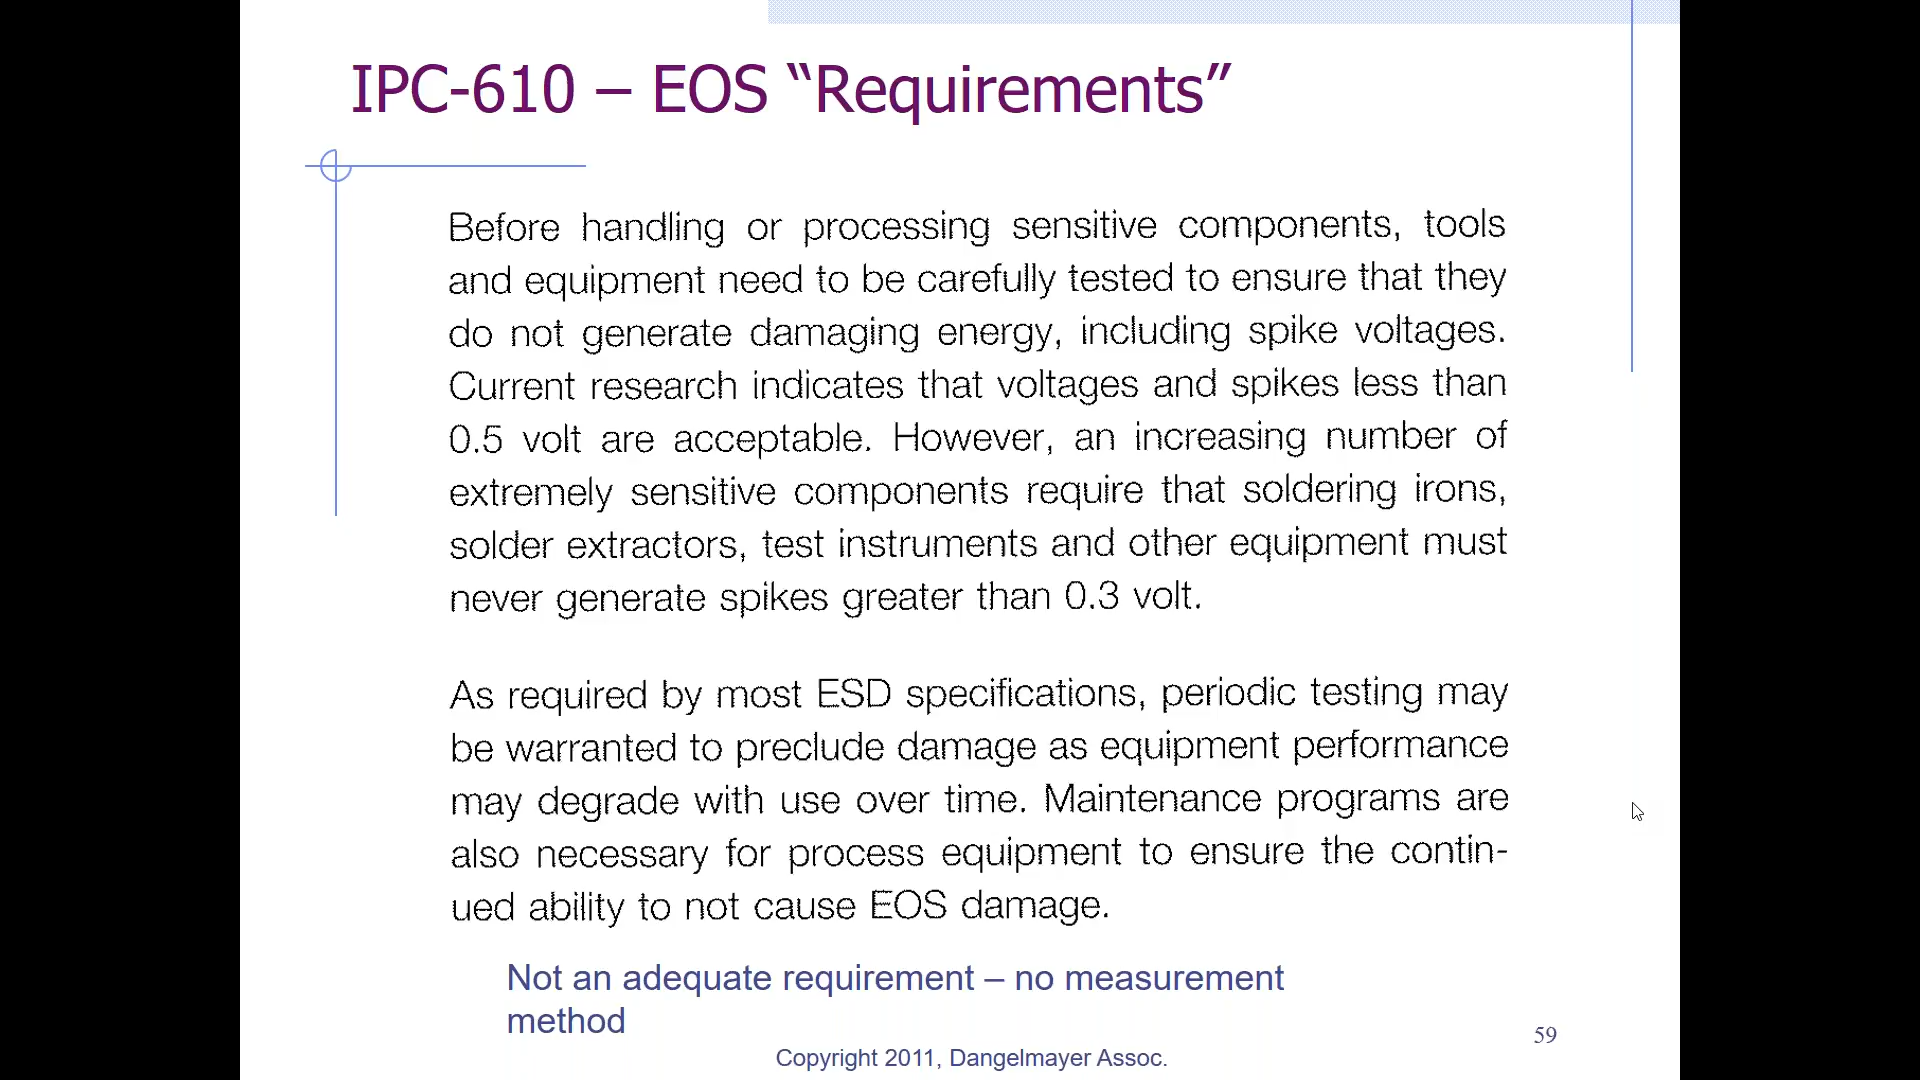 IPC-610 – EOS “Requirements”
Before handling or processing sensitive components, tools
and equipment need to be carefully tested to ensure that they
do not generate damaging energy, including spike voltages.
Current research indicates that voltages and spikes less than
0.5 volt are acceptable. However, an increasing number of
extremely sensitive components require that soldering irons,
solder extractors, test instruments and other equipment must
never generate spikes greater than 0.3 volt.
As required by most ESD specifications, periodic testing may
be warranted to preclude damage as equipment performance
may degrade with use over time. Maintenance programs are
also necessary for process equipment to ensure the contin-
ued ability to not cause EOS damage.
Not an adequate requirement – no measurement
method
59
Copyright 2011, Dangelmayer Assoc.